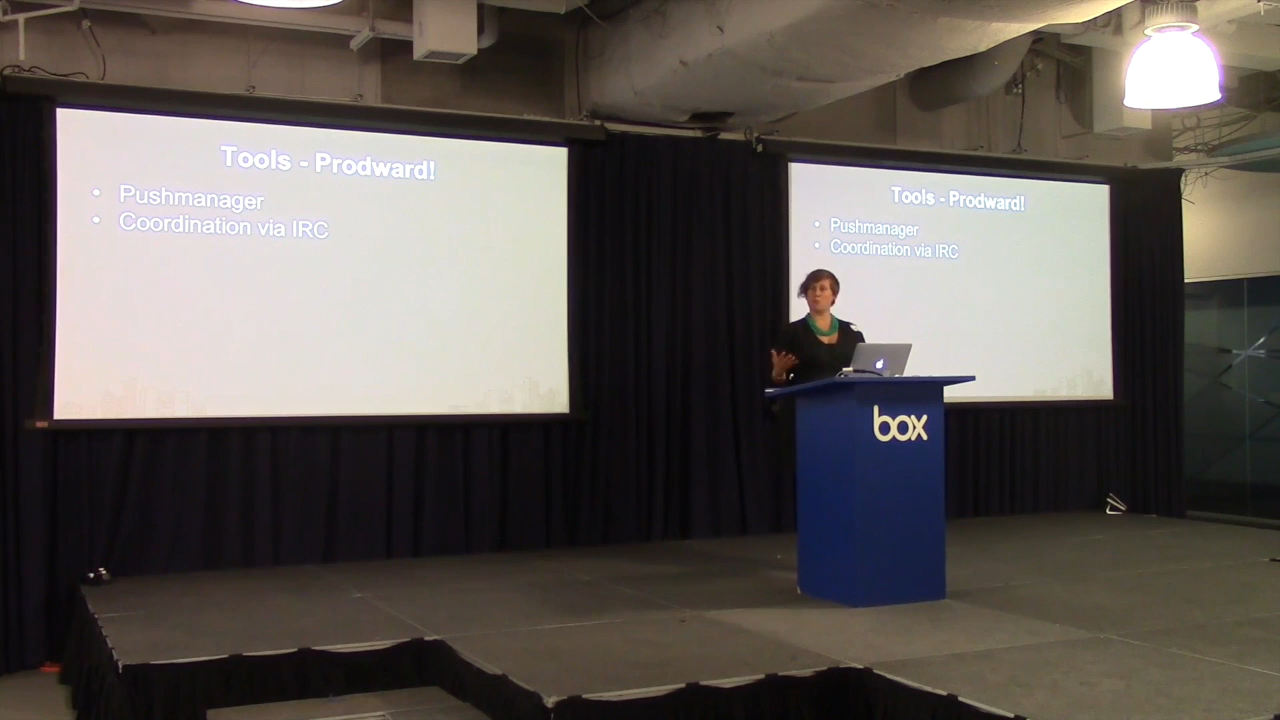 Tools - Prodward!
• Pushmanager
• Coordination via IRC
Tools - Prodward!
• Pushmanager
• Coordination via IRC
box